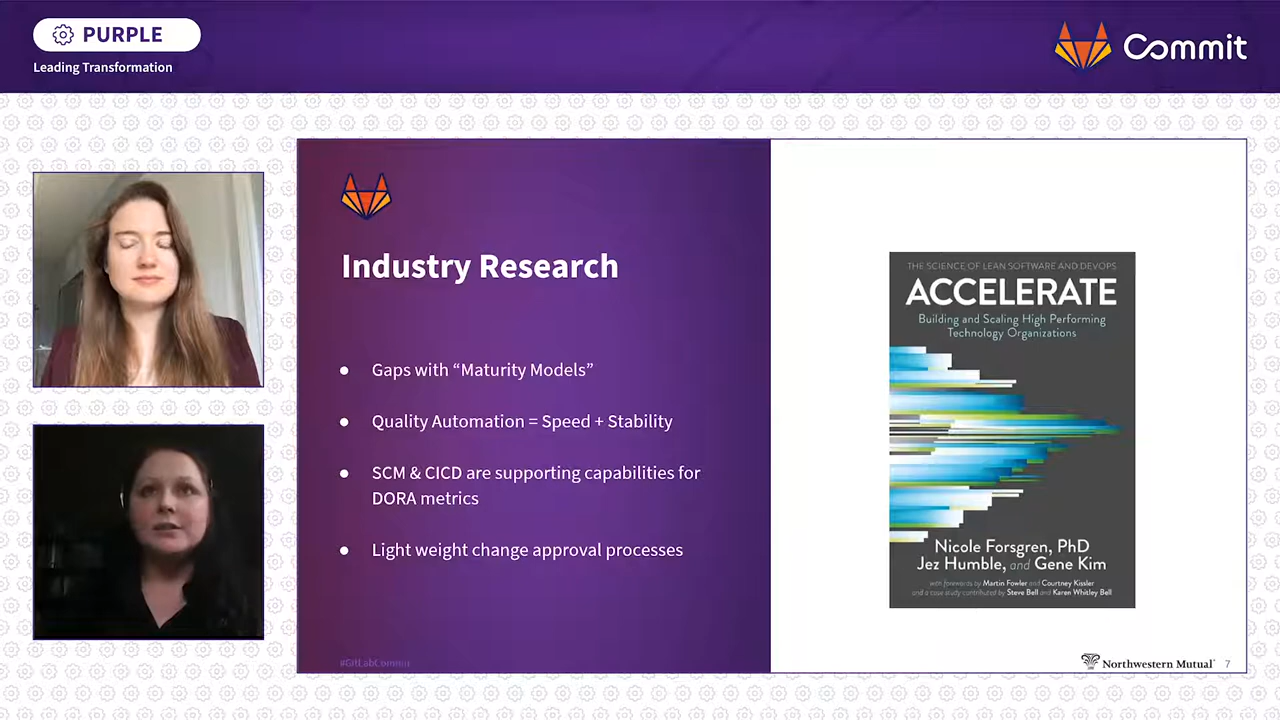 PURPLE
Leading Transformation
Commit
Industry Research
● Gaps with “Maturity Models”
● Quality Automation = Speed + Stability
● SCM & CICD are supporting capabilities for
DORA metrics
● Light weight change approval processes
#GitLabCommit
THE SCIENCE OF LEAN SOFTWARE AND DEVOPS
ACCELERATE
Building and Scaling High Performing
Technology Organizations
Nicole Forsgren, PhD
Jez Humble, and Gene Kim
with forewords by Martin Fowler and Courtney Kissler
and a case study contributed by Steve Bell and Karen Whitley Bell
Northwestern Mutual
7